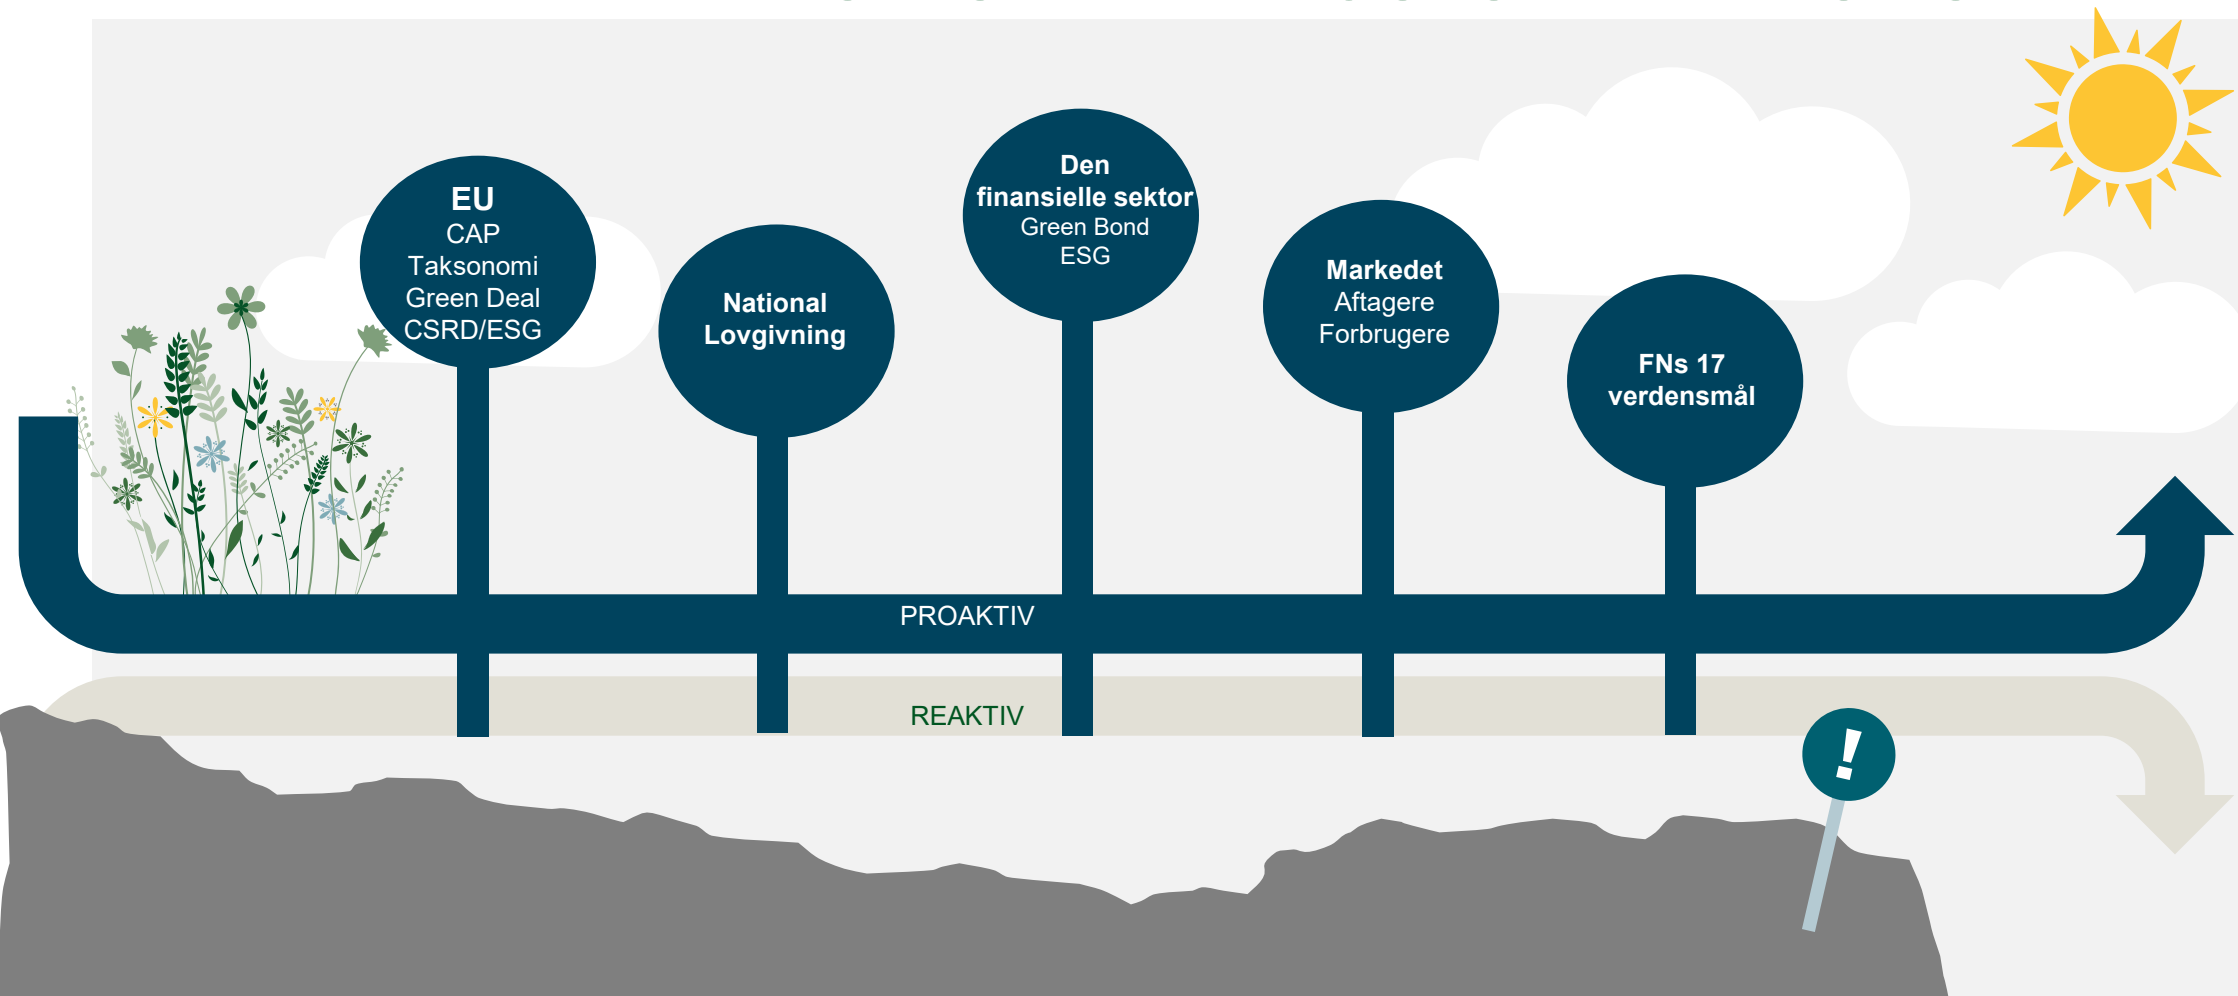 EU
CAP
Taksonomi
Green Deal
CSRD/ESG
National
Lovgivning
Den
finansielle sektor
Green Bond
ESG
Markedet
Aftagere
Forbrugere
FNs 17
verdensmål
PROAKTIV
REAKTIV
!